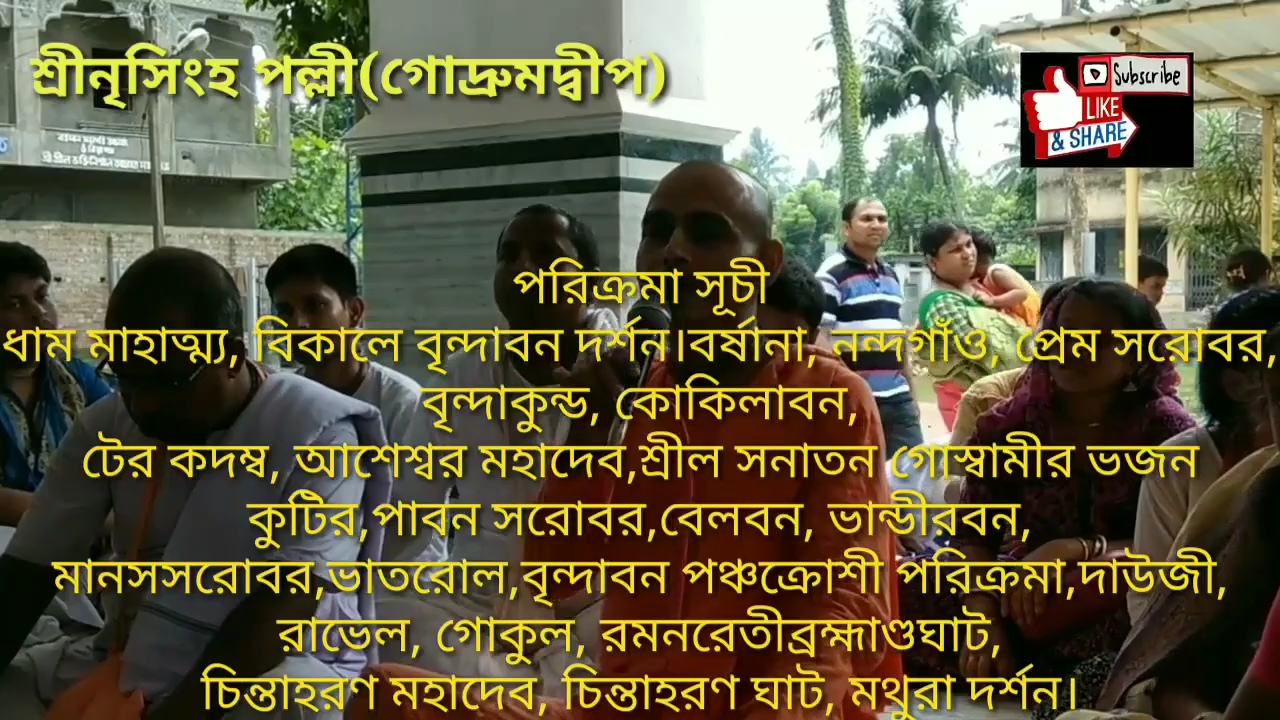 শ্রীনৃসিংহ পল্লী(গোদ্রুমদ্বীপ)
Subscribe
LIKE
& SHARE
পরিক্রমা সূচী
ধাম মাহাত্ম্য, বিকালে বৃন্দাবন দর্শন।বর্ষানা, নন্দগাঁও, প্রেম সরোবর,
বৃন্দাকুন্ড, কোকিলাবন,
টের কদম্ব, আশেশ্বর মহাদেব,শ্রীল সনাতন গোস্বামীর ভজন
কুটির,পাবন সরোবর,বেলবন, ভান্ডীরবন,
মানসসরোবর,ভাতরোল,বৃন্দাবন পঞ্চক্রোশী পরিক্রমা,দাউজী,
রাভেল, গোকুল, রমনরেতীব্রহ্মাণ্ডঘাট,
চিন্তাহরণ মহাদেব, চিন্তাহরণ ঘাট, মথুরা দর্শন।